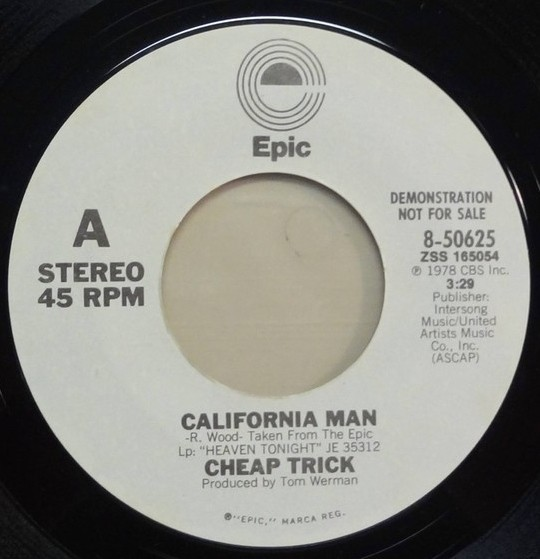 Epic
DEMONSTRATION
NOT FOR SALE
A
8-50625
ZSS 165054
STEREO
℗ 1978 CBS Inc.
45 RPM
3:29
Publisher:
Intersong
Music/United
Artists Music
Co., Inc.
(ASCAP)
CALIFORNIA MAN
-R. Wood- Taken From The Epic
Lp: "HEAVEN TONIGHT" JE 35312
CHEAP TRICK
Produced by Tom Werman
®"EPIC," MARCA REG.